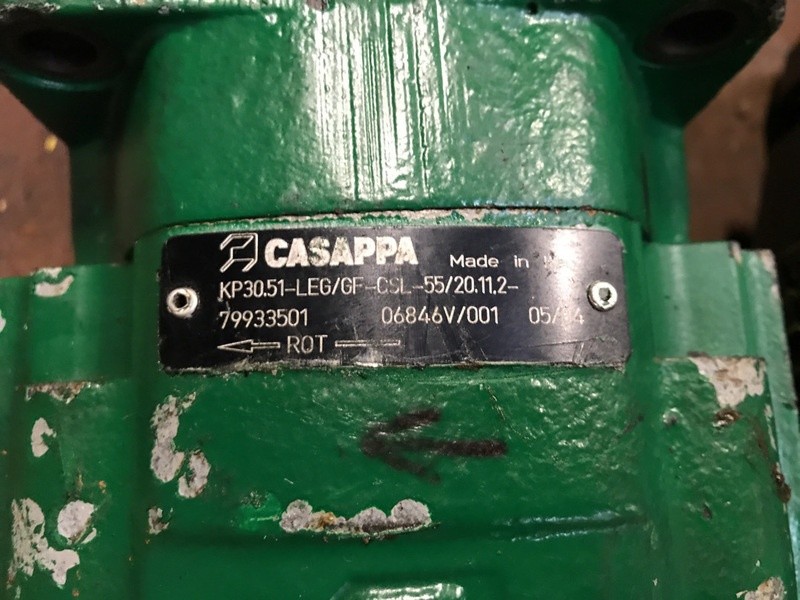 CASAPPA Made in
KP30.51-LEG/GF-CSL-55/20.11,2-
79933501 06846V/001
ROT